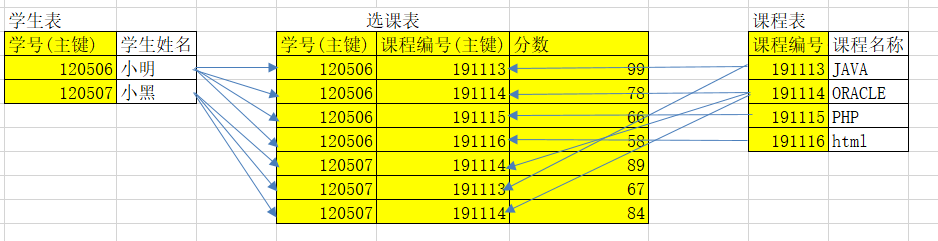 学生表 选课表 课程表
学号(主键) 学生姓名 学号(主键) 课程编号(主键) 分数 课程编号 课程名称
120506 小明 120506 191113 99 191113 JAVA
120507 小黑 120506 191114 78 191114 ORACLE
120506 191115 66 191115 PHP
120506 191116 58 191116 html
120507 191114 89
120507 191113 67
120507 191114 84